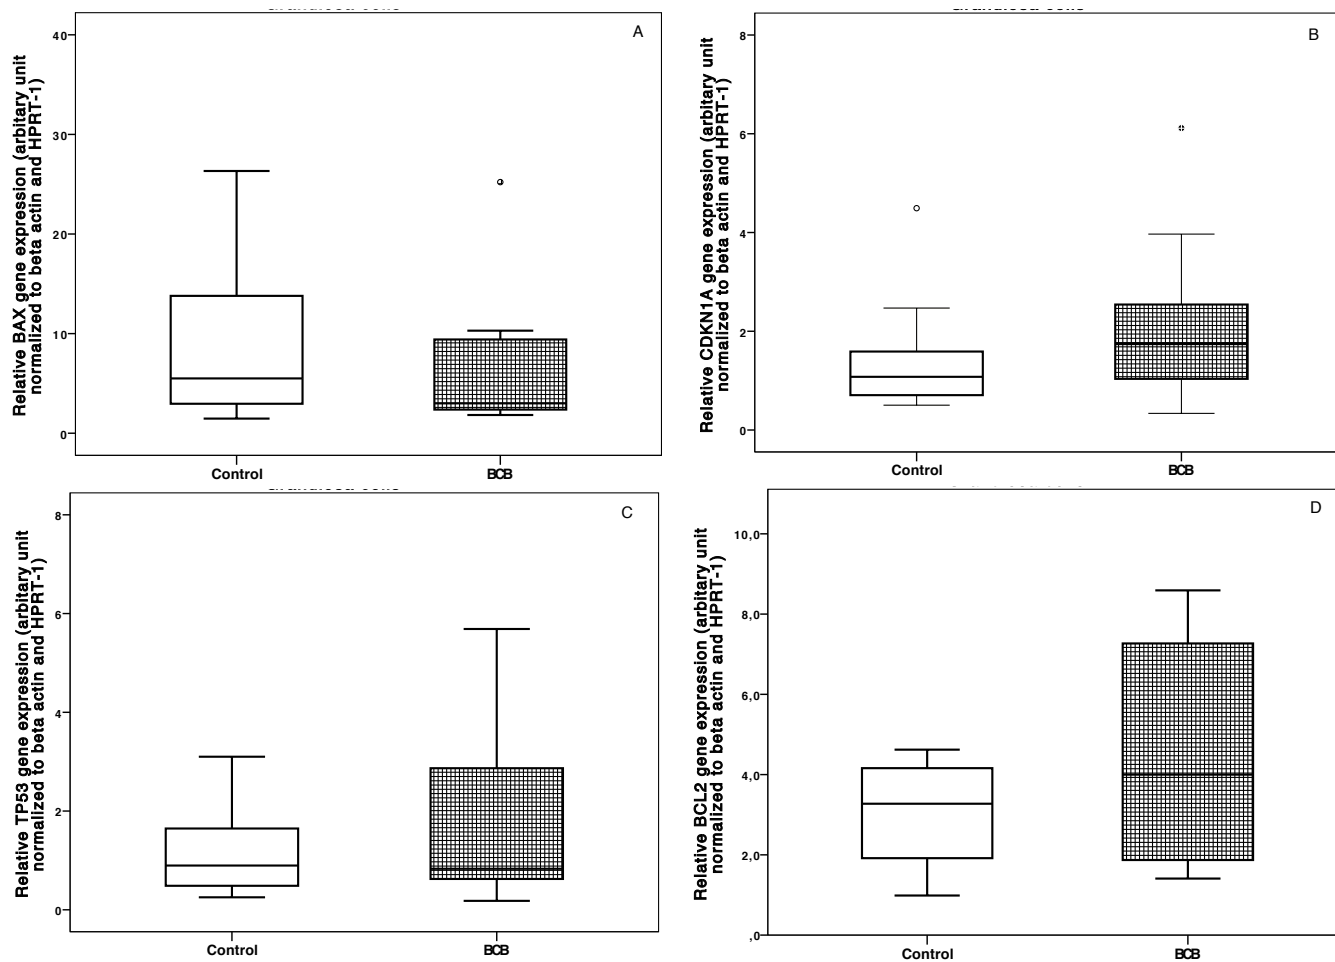 A
Relative BAX gene expression (arbitary unit
normalized to beta actin and HPRT-1)
40
30
20
10
0
Control
BCB
B
Relative CDKN1A gene expression (arbitary unit
normalized to beta actin and HPRT-1)
8
6
4
2
0
Control
BCB
C
Relative TP53 gene expression (arbitary unit
normalized to beta actin and HPRT-1)
8
6
4
2
0
Control
BCB
D
Relative BCL2 gene expression (arbitary unit
normalized to beta actin and HPRT-1)
10,0
8,0
6,0
4,0
2,0
,0
Control
BCB